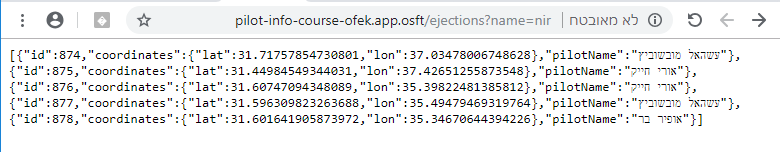 לא מאובטח | pilot-info-course-ofek.app.osft/ejections?name=nir
[{"id":874,"coordinates":{"lat":31.71757854730801,"lon":37.03478006748628},"pilotName":"עשהאל מובשוביץ"},
{"id":875,"coordinates":{"lat":31.44984549344031,"lon":37.42651255873548},"pilotName":"אורי חייק"},
{"id":876,"coordinates":{"lat":31.60747094348089,"lon":35.39822481385812},"pilotName":"אורי חייק"},
{"id":877,"coordinates":{"lat":31.596309823263688,"lon":35.49479469319764},"pilotName":"עשהאל מובשוביץ"},
{"id":878,"coordinates":{"lat":31.601641905873972,"lon":35.34670644394226},"pilotName":"אופיר בר"}]